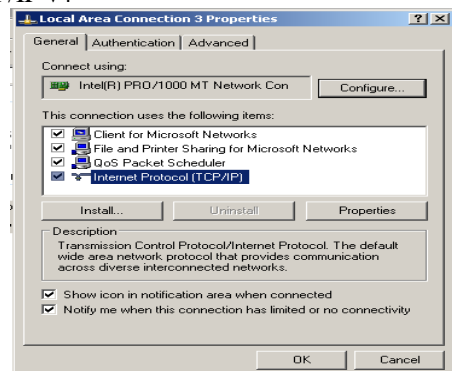 Local Area Connection 3 Properties
General Authentication Advanced
Connect using:
Intel(R) PRO/1000 MT Network Con
Configure...
This connection uses the following items:
Client for Microsoft Networks
File and Printer Sharing for Microsoft Networks
QoS Packet Scheduler
Internet Protocol (TCP/IP)
Install... Uninstall Properties
Description
Transmission Control Protocol/Internet Protocol. The default
wide area network protocol that provides communication
across diverse interconnected networks.
Show icon in notification area when connected
Notify me when this connection has limited or no connectivity
OK Cancel